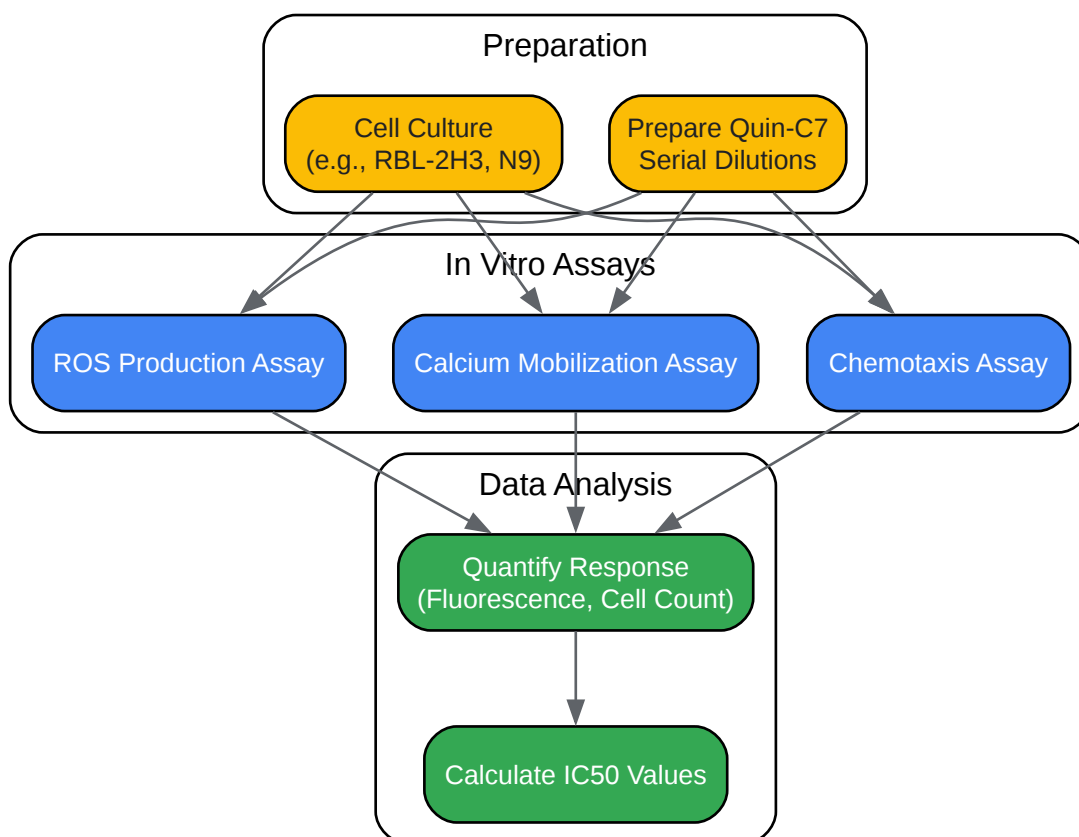 Preparation
Cell Culture
(e.g., RBL-2H3, N9)
Prepare Quin-C7
Serial Dilutions
In Vitro Assays
ROS Production Assay
Calcium Mobilization Assay
Chemotaxis Assay
Data Analysis
Quantify Response
(Fluorescence, Cell Count)
Calculate IC50 Values